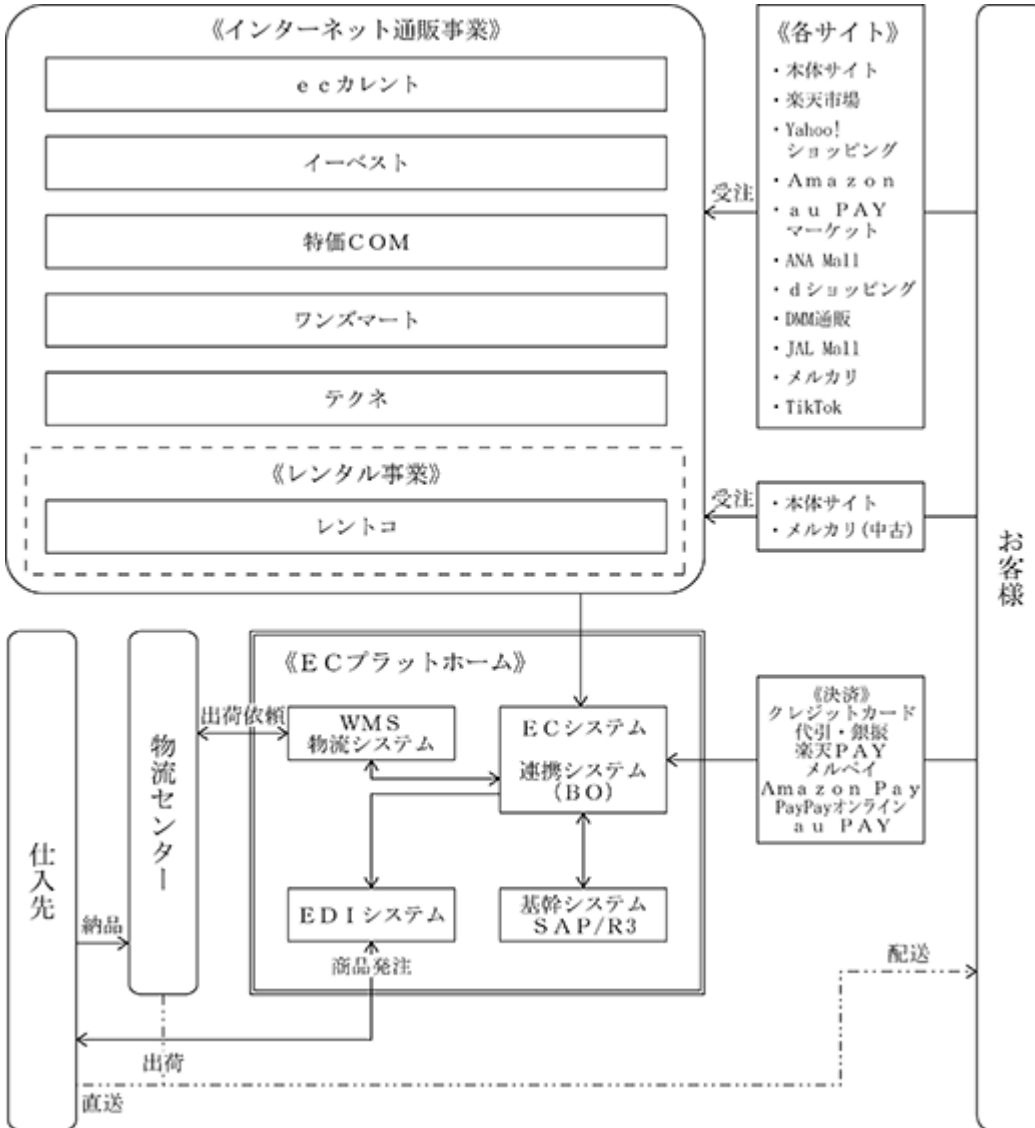 《インターネット通販事業》
ｅｃカレント
イーベスト
特価ＣＯＭ
ワンズマート
テクネ
《レンタル事業》
レントコ
受注
《各サイト》
・本体サイト
・楽天市場
・Yahoo!
ショッピング
・Ａｍａｚｏｎ
・ａｕ ＰＡＹ
マーケット
・ANA Mall
・ｄショッピング
・DMM通販
・JAL Mall
・メルカリ
・TikTok
受注
・本体サイト
・メルカリ(中古)
お客様
仕入先
物流センター
《ＥＣプラットホーム》
出荷依頼
ＷＭＳ
物流システム
ＥＣシステム
連携システム
（ＢＯ）
ＥＤＩシステム
基幹システム
ＳＡＰ/Ｒ３
商品発注
《決済》
クレジットカード
代引・銀振
楽天ＰＡＹ
メルペイ
Ａｍａｚｏｎ Ｐａｙ
PayPayオンライン
ａｕ ＰＡＹ
納品
配送
出荷
直送